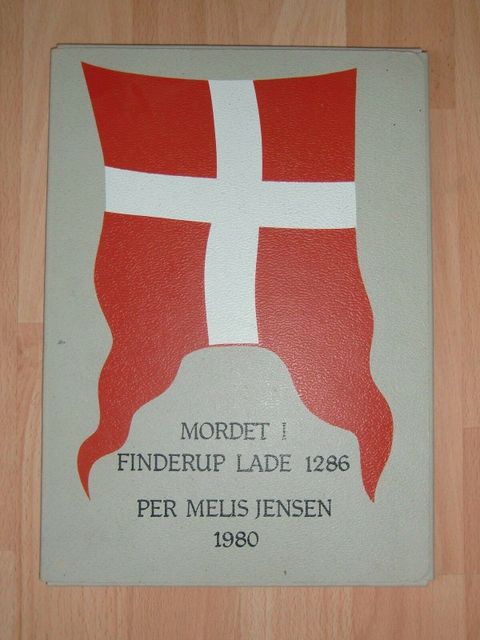 MORDET I
FINDERUP LADE 1286
PER MELIS JENSEN
1980